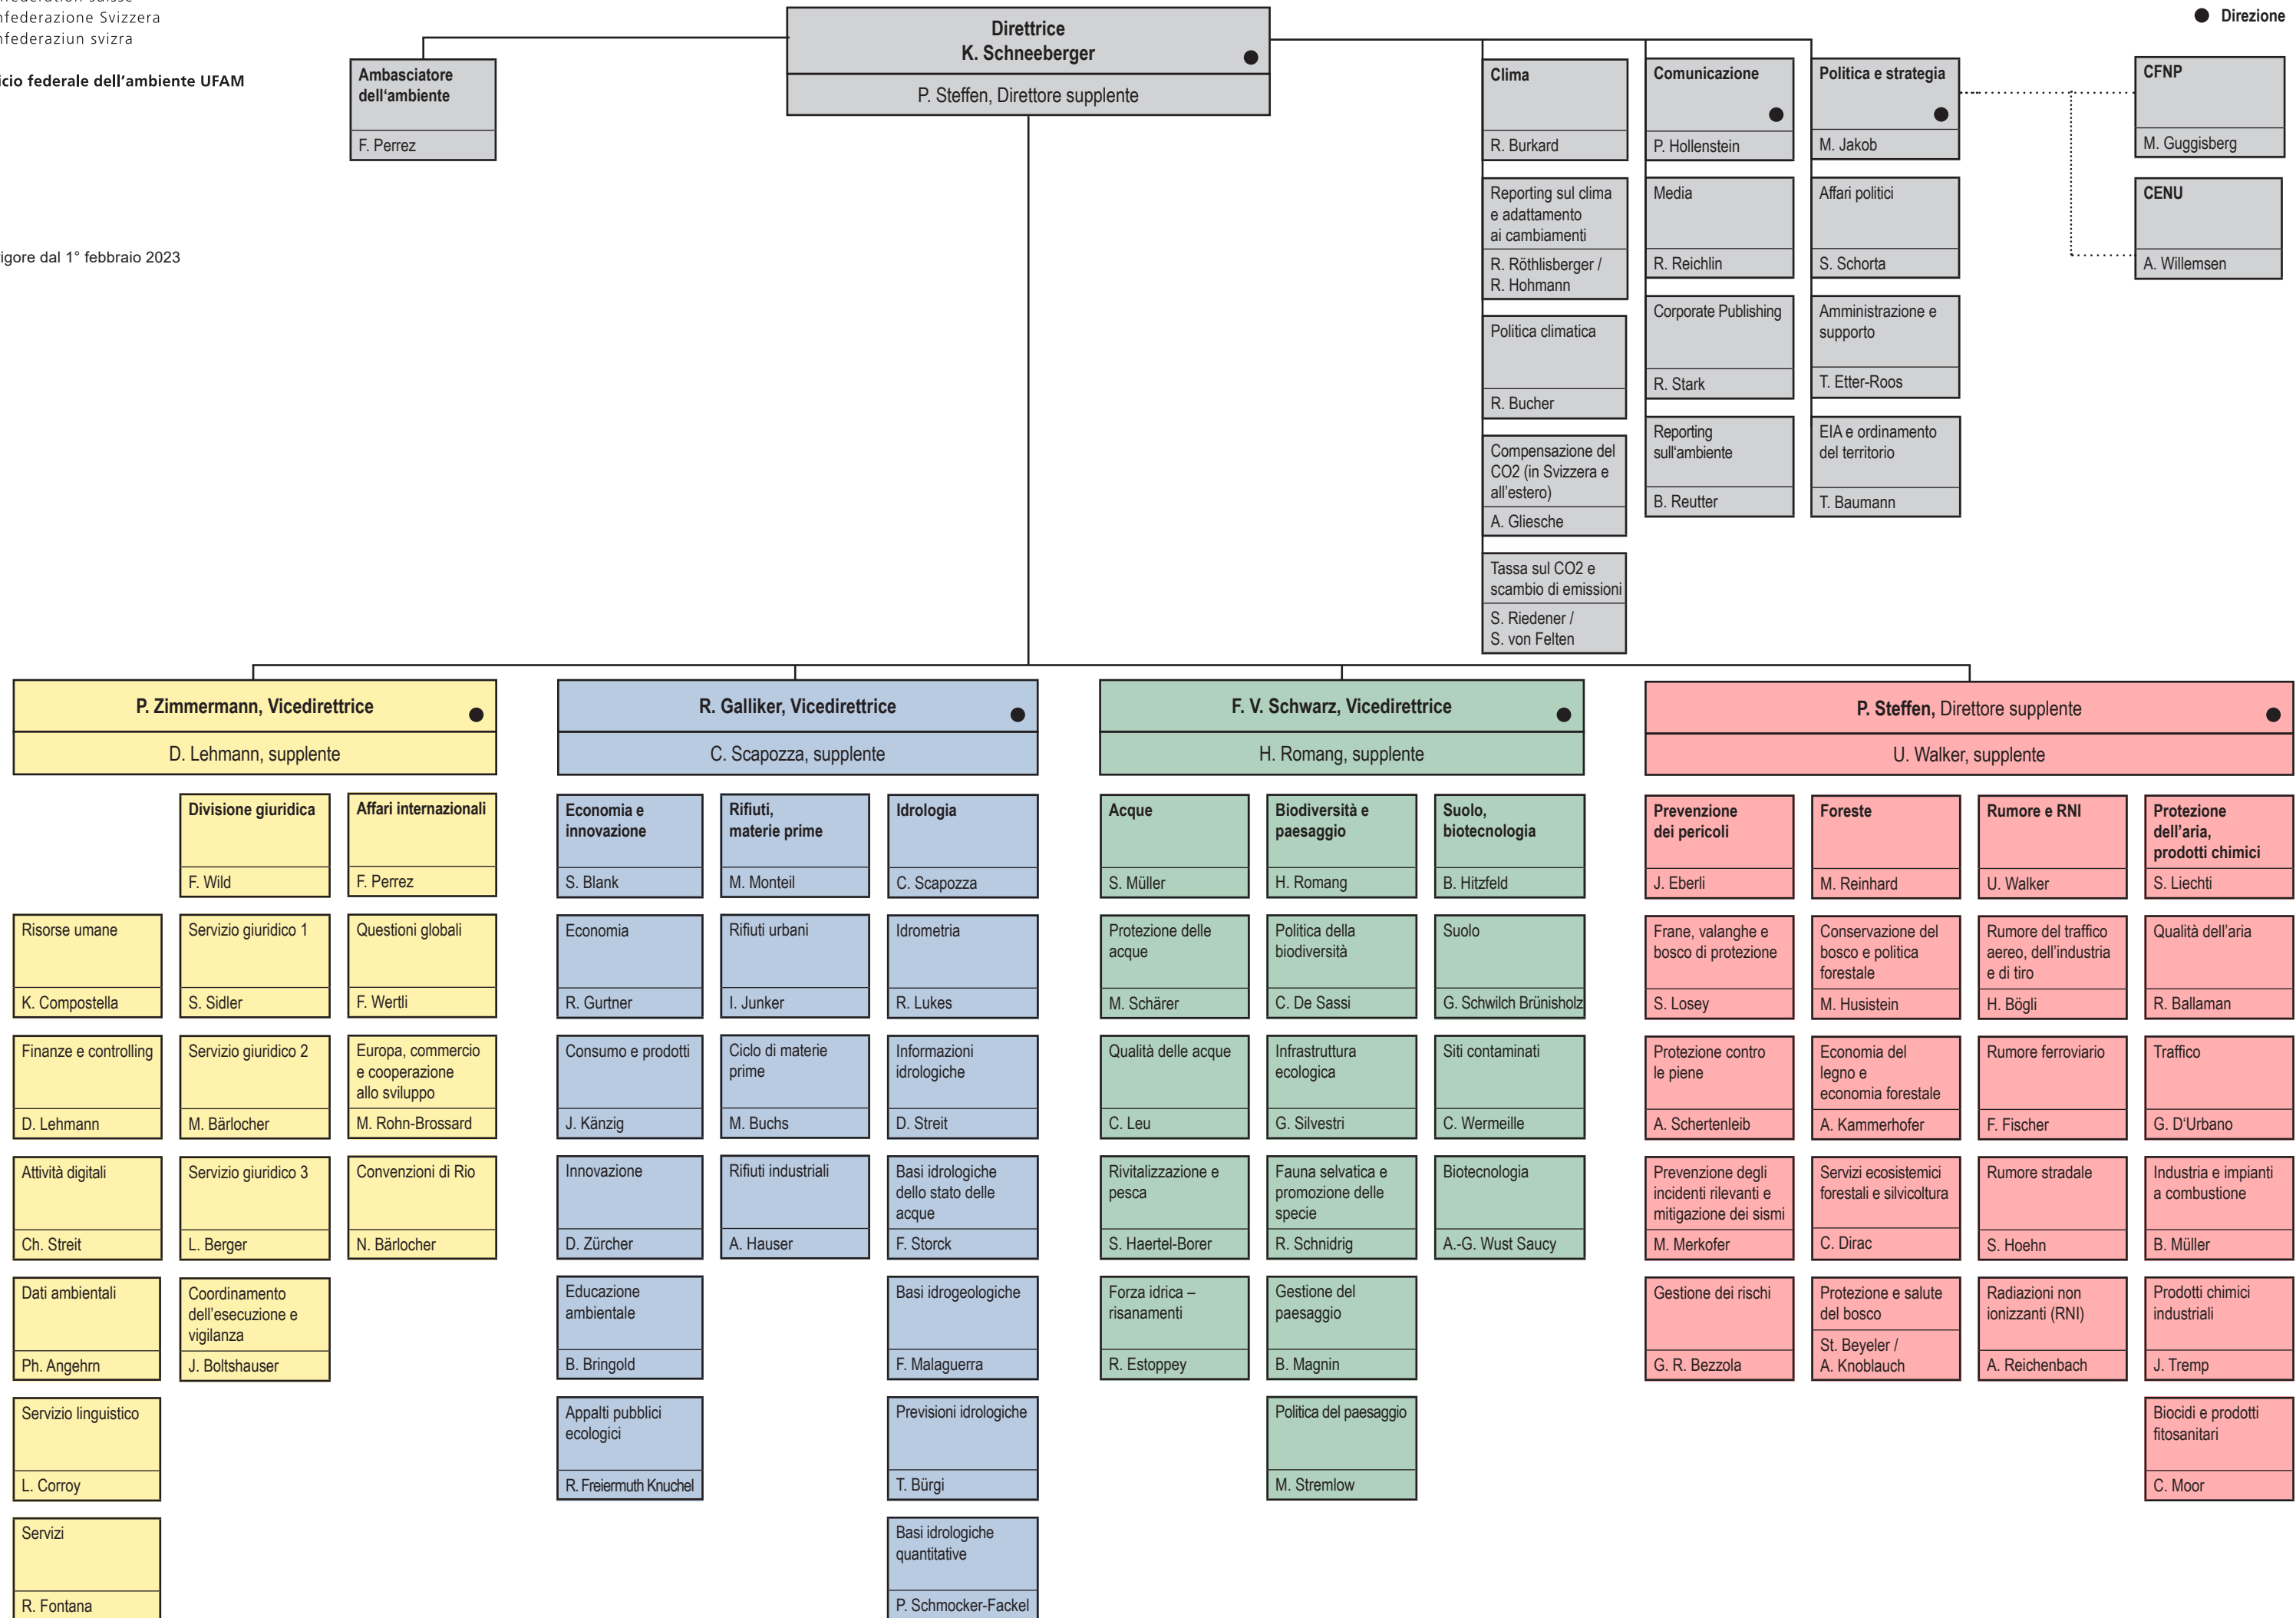 nfederazione Svizzera
nfederaziun svizra
icio federale dell'ambiente UFAM
igore dal 1° febbraio 2023
Direzione
Direttrice
K. Schneeberger
P. Steffen, Direttore supplente
Ambasciatore
dell'ambiente
F. Perrez
Clima
R. Burkard
Reporting sul clima
e adattamento
ai cambiamenti
R. Röthlisberger /
R. Hohmann
Politica climatica
R. Bucher
Compensazione del
CO2 (in Svizzera e
all'estero)
A. Gliesche
Tassa sul CO2 e
scambio di emissioni
S. Riedener /
S. von Felten
Comunicazione
P. Hollenstein
Media
R. Reichlin
Corporate Publishing
R. Stark
Reporting
sull'ambiente
B. Reutter
Politica e strategia
M. Jakob
Affari politici
S. Schorta
Amministrazione e
supporto
T. Etter-Roos
EIA e ordinamento
del territorio
T. Baumann
CFNP
M. Guggisberg
CENU
A. Willemsen
P. Zimmermann, Vicedirettrice
D. Lehmann, supplente
Risorse umane
K. Compostella
Finanze e controlling
D. Lehmann
Attività digitali
Ch. Streit
Dati ambientali
Ph. Angehrn
Servizio linguistico
L. Corroy
Servizi
R. Fontana
Divisione giuridica
F. Wild
Servizio giuridico 1
S. Sidler
Servizio giuridico 2
M. Bärlocher
Servizio giuridico 3
L. Berger
Coordinamento
dell'esecuzione e
vigilanza
J. Boltshauser
Affari internazionali
F. Perrez
Questioni globali
F. Wertli
Europa, commercio
e cooperazione
allo sviluppo
M. Rohn-Brossard
Convenzioni di Rio
N. Bärlocher
R. Galliker, Vicedirettrice
C. Scapozza, supplente
Economia e
innovazione
S. Blank
Economia
R. Gurtner
Consumo e prodotti
J. Känzig
Innovazione
D. Zürcher
Educazione
ambientale
B. Bringold
Appalti pubblici
ecologici
R. Freiermuth Knuchel
Rifiuti,
materie prime
M. Monteil
Rifiuti urbani
I. Junker
Ciclo di materie
prime
M. Buchs
Rifiuti industriali
A. Hauser
Idrologia
C. Scapozza
Idrometria
R. Lukes
Informazioni
idrologiche
D. Streit
Basi idrologiche
dello stato delle
acque
F. Storck
Basi idrogeologiche
F. Malaguerra
Previsioni idrologiche
T. Bürgi
Basi idrologiche
quantitative
P. Schmocker-Fackel
F. V. Schwarz, Vicedirettrice
H. Romang, supplente
Acque
S. Müller
Protezione delle
acque
M. Schärer
Qualità delle acque
C. Leu
Rivitalizzazione e
pesca
S. Haertel-Borer
Forza idrica –
risanamenti
R. Estoppey
Biodiversità e
paesaggio
H. Romang
Politica della
biodiversità
C. De Sassi
Infrastruttura
ecologica
G. Silvestri
Fauna selvatica e
promozione delle
specie
R. Schnidrig
Gestione del
paesaggio
B. Magnin
Politica del paesaggio
M. Stremlow
Suolo,
biotecnologia
B. Hitzfeld
Suolo
G. Schwilch Brünisholz
Siti contaminati
C. Wermeille
Biotecnologia
A.-G. Wust Saucy
P. Steffen, Direttore supplente
U. Walker, supplente
Prevenzione
dei pericoli
J. Eberli
Frane, valanghe e
bosco di protezione
S. Losey
Protezione contro
le piene
A. Schertenleib
Prevenzione degli
incidenti rilevanti e
mitigazione dei sismi
M. Merkofer
Gestione dei rischi
G. R. Bezzola
Foreste
M. Reinhard
Conservazione del
bosco e politica
forestale
M. Husistein
Economia del
legno e
economia forestale
A. Kammerhofer
Servizi ecosistemici
forestali e silvicoltura
C. Dirac
Protezione e salute
del bosco
St. Beyeler /
A. Knoblauch
Rumore e RNI
U. Walker
Rumore del traffico
aereo, dell'industria
e di tiro
H. Bögli
Rumore ferroviario
F. Fischer
Rumore stradale
S. Hoehn
Radiazioni non
ionizzanti (RNI)
A. Reichenbach
Protezione
dell'aria,
prodotti chimici
S. Liechti
Qualità dell'aria
R. Ballaman
Traffico
G. D'Urbano
Industria e impianti
a combustione
B. Müller
Prodotti chimici
industriali
J. Tremp
Biocidi e prodotti
fitosanitari
C. Moor